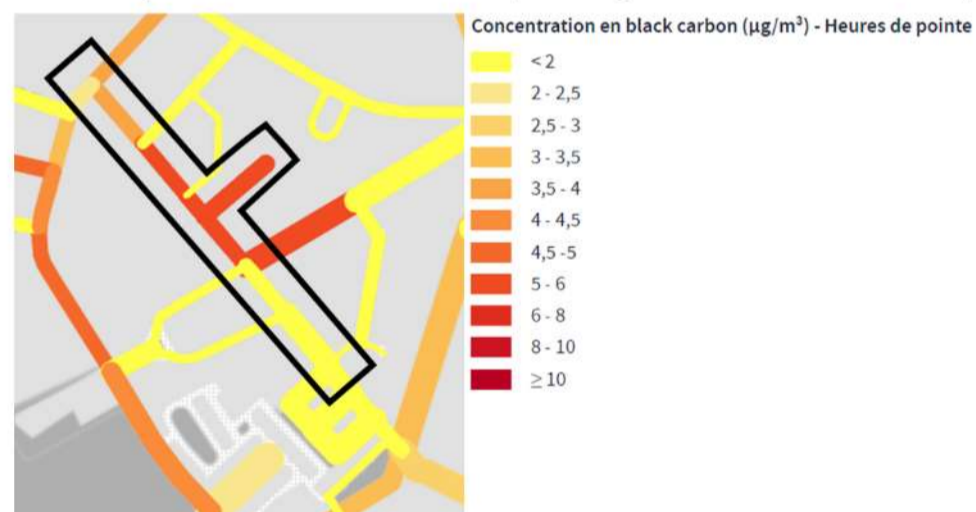 Concentration en black carbon (µg/m³) - Heures de pointe
< 2
2 - 2,5
2,5 - 3
3 - 3,5
3,5 - 4
4 - 4,5
4,5 -5
5 - 6
6 - 8
8 - 10
≥ 10